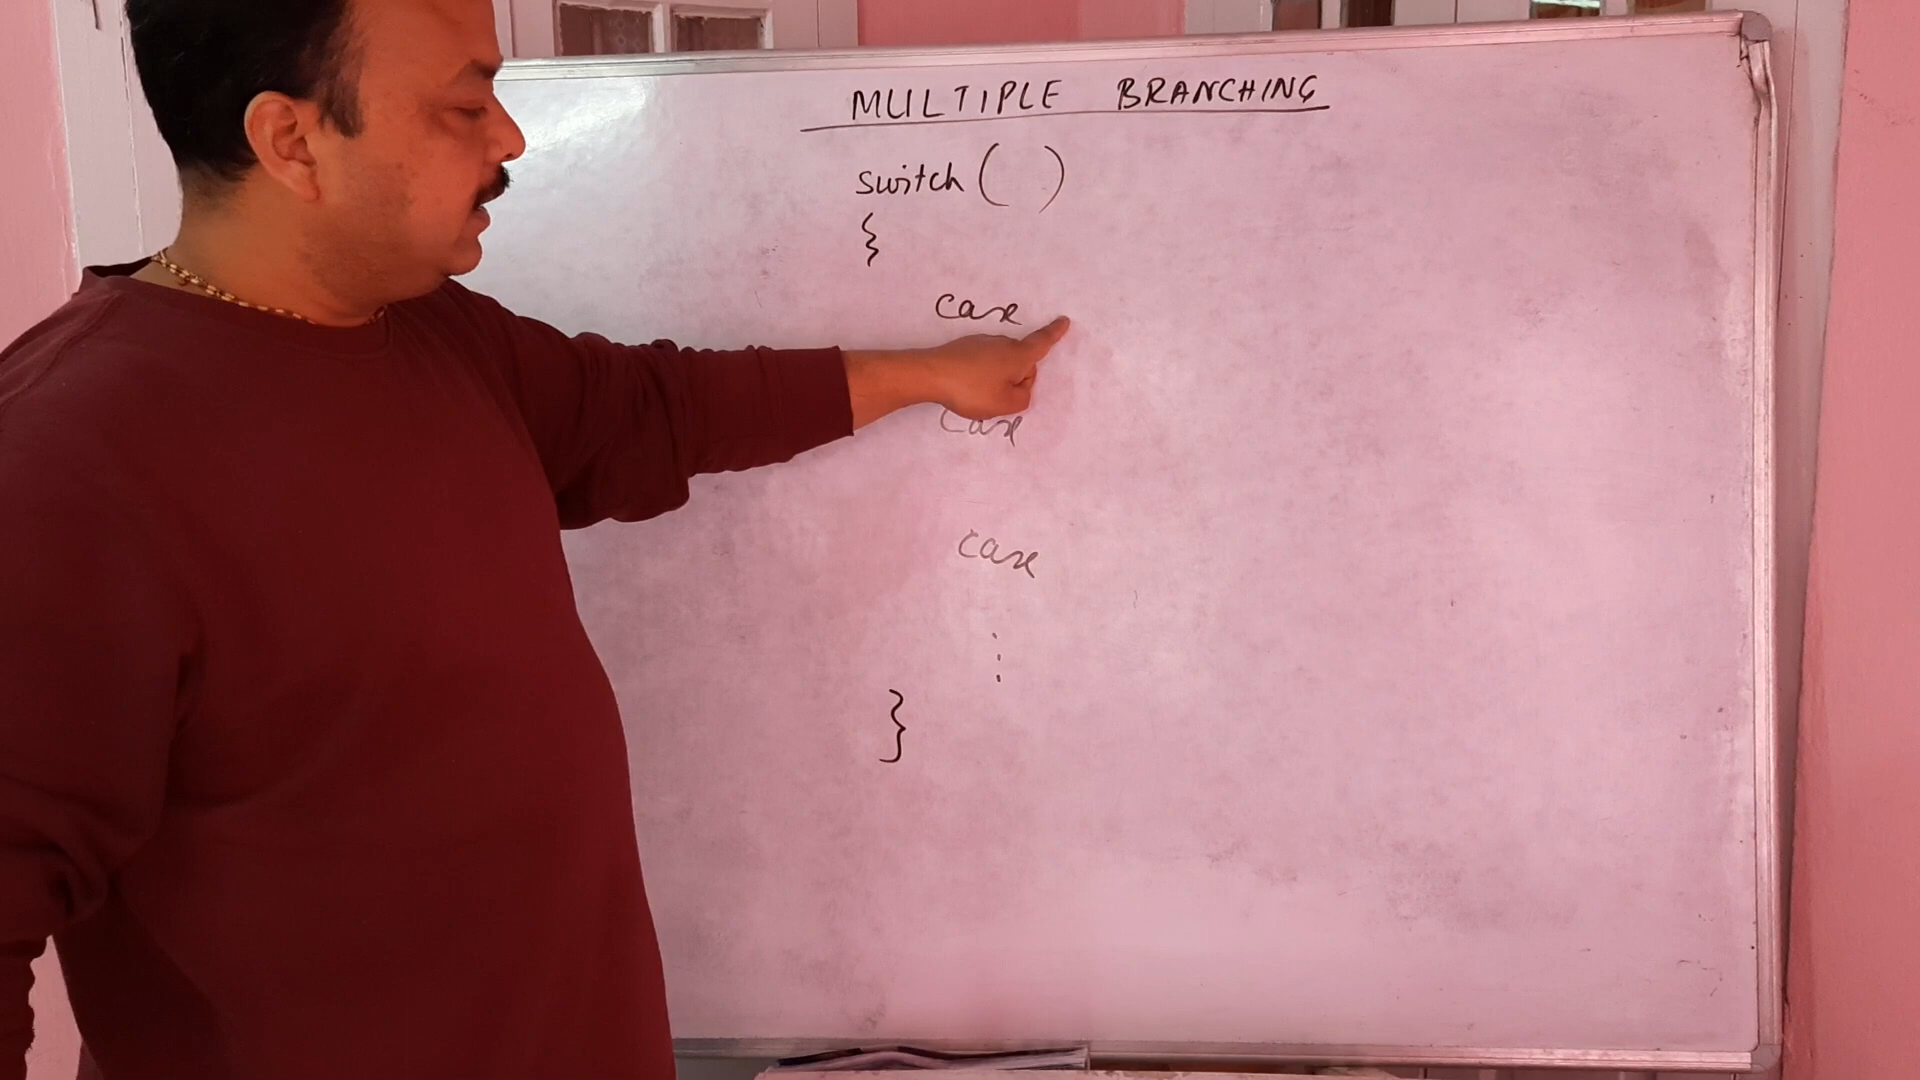 MULTIPLE BRANCHING
switch ( )
{
case
case
case
⋮
}